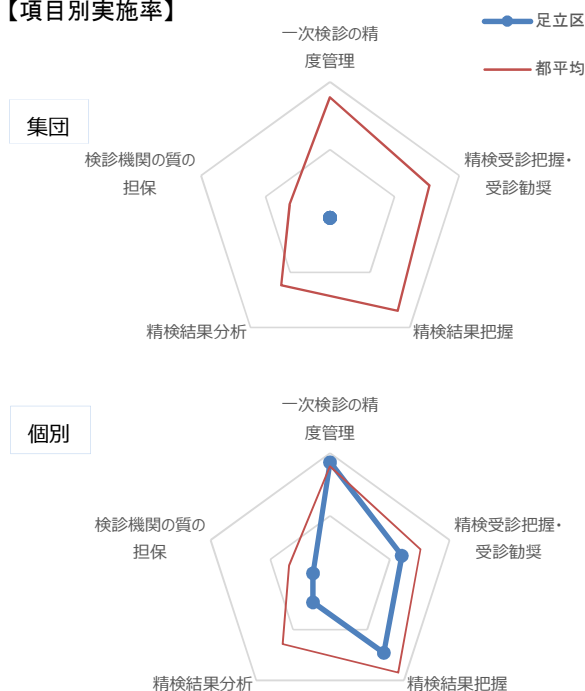 【項目別実施率】
足立区
都平均
集団
一次検診の精
度管理
精検受診把握・
受診勧奨
精検結果把握
精検結果分析
検診機関の質の
担保
個別
一次検診の精
度管理
精検受診把握・
受診勧奨
精検結果把握
精検結果分析
検診機関の質の
担保